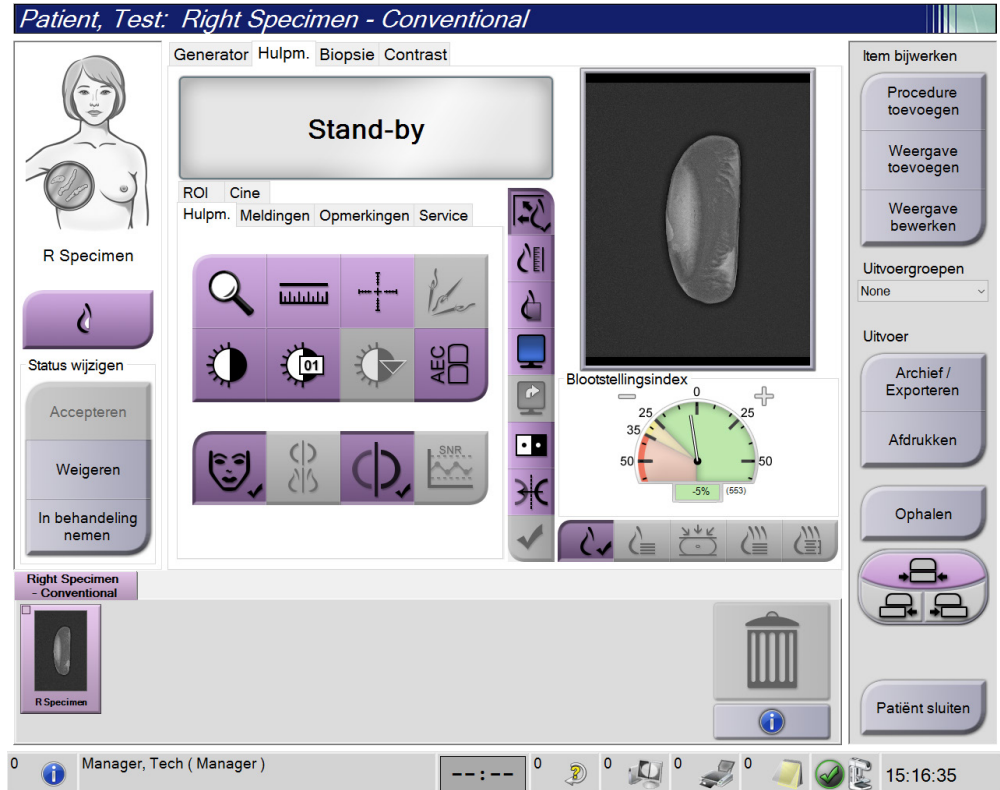 Patient, Test: Right Specimen - Conventional
Generator Hulpm. Biopsie Contrast
Stand-by
ROI Cine
Hulpm. Meldingen Opmerkingen Service
R Specimen
Status wijzigen
Accepteren
Weigeren
In behandeling
nemen
01
AEC
SNR
Blootstellingsindex
0
25 25
35
50 50
-5% (553)
Item bijwerken
Procedure
toevoegen
Weergave
toevoegen
Weergave
bewerken
Uitvoergroepen
None
Uitvoer
Archief /
Exporteren
Afdrukken
Ophalen
Patiënt sluiten
Right Specimen
- Conventional
R Specimen
0 Manager, Tech ( Manager ) --:-- 0 0 0 0 15:16:35